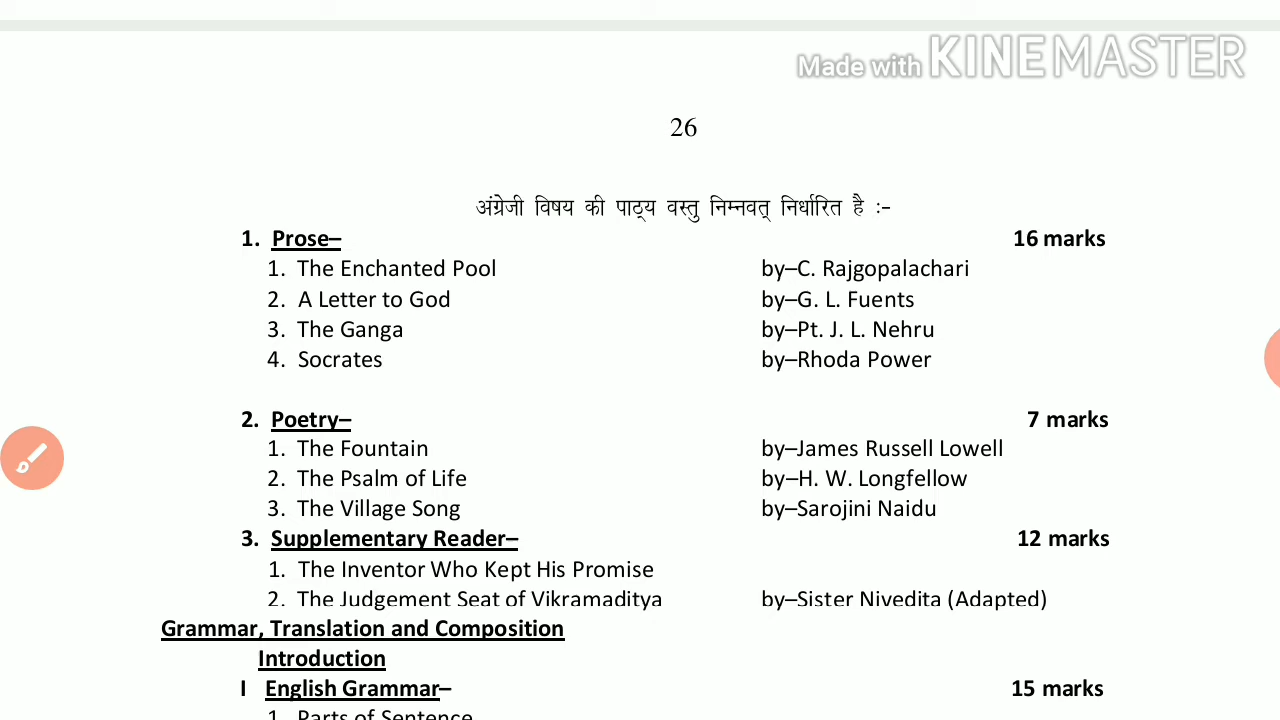 Made with KINEMASTER
26
अंग्रेजी विषय की पाठ्य वस्तु निम्नवत् निर्धारित है :-
1. Prose– 16 marks
1. The Enchanted Pool by–C. Rajgopalachari
2. A Letter to God by–G. L. Fuents
3. The Ganga by–Pt. J. L. Nehru
4. Socrates by–Rhoda Power
2. Poetry– 7 marks
1. The Fountain by–James Russell Lowell
2. The Psalm of Life by–H. W. Longfellow
3. The Village Song by–Sarojini Naidu
3. Supplementary Reader– 12 marks
1. The Inventor Who Kept His Promise
2. The Judgement Seat of Vikramaditya by–Sister Nivedita (Adapted)
Grammar, Translation and Composition
Introduction
I English Grammar– 15 marks
1. Parts of Sentence